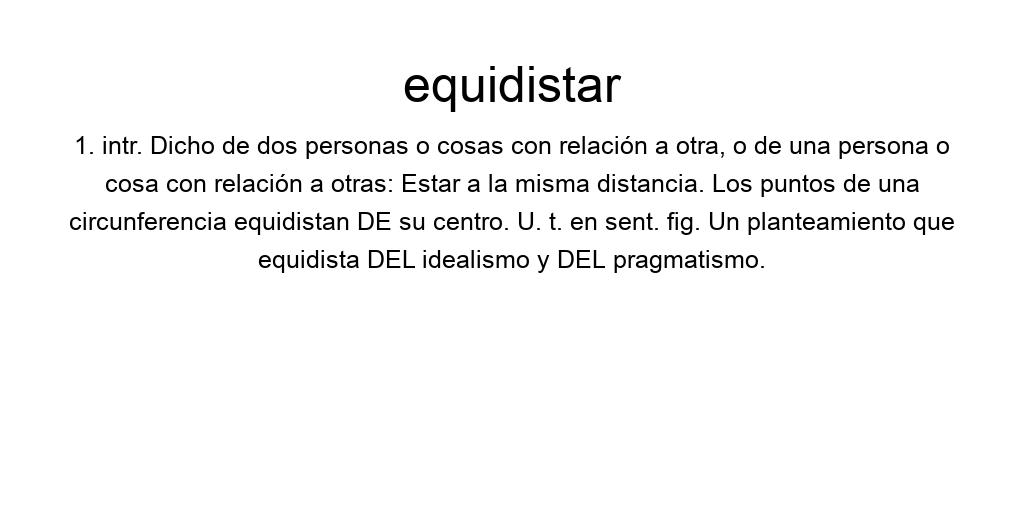 equidistar
1. intr. Dicho de dos personas o cosas con relación a otra, o de una persona o
cosa con relación a otras: Estar a la misma distancia. Los puntos de una
circunferencia equidistan DE su centro. U. t. en sent. fig. Un planteamiento que
equidista DEL idealismo y DEL pragmatismo.